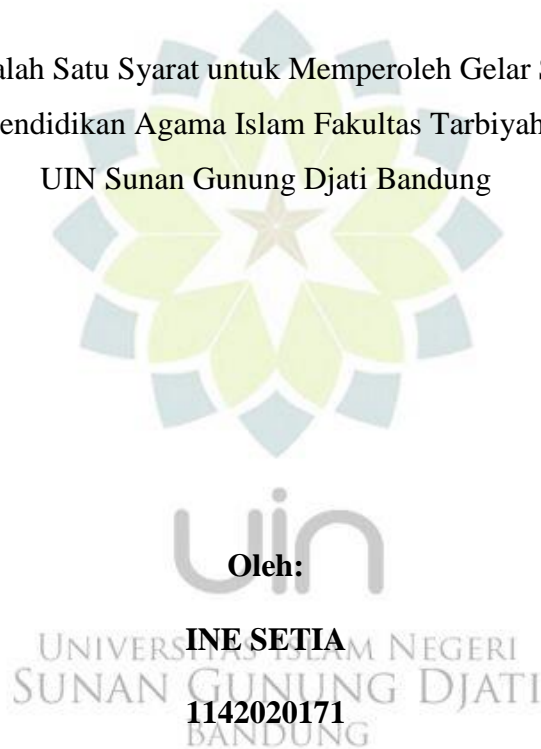 alah Satu Syarat untuk Memperoleh Gelar S
endidikan Agama Islam Fakultas Tarbiyah
UIN Sunan Gunung Djati Bandung
uin
Oleh:
INE SETIA
UNIVERSITAS ISLAM NEGERI
SUNAN GUNUNG DJATI
1142020171
BANDUNG